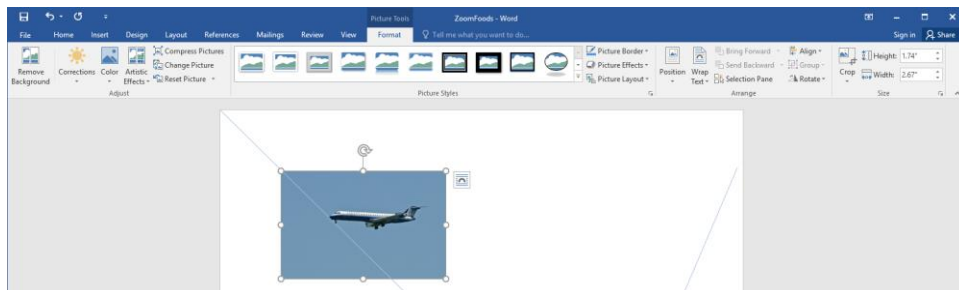 Picture Tools ZoomFoods - Word
File Home Insert Design Layout References Mailings Review View Format Tell me what you want to do... Sign in Share
Remove Background
Corrections
Color
Artistic Effects
Compress Pictures
Change Picture
Reset Picture
Adjust
Picture Styles
Picture Border
Picture Effects
Picture Layout
Position
Wrap Text
Bring Forward
Send Backward
Selection Pane
Align
Group
Rotate
Arrange
Crop
Height: 1.74"
Width: 2.67"
Size